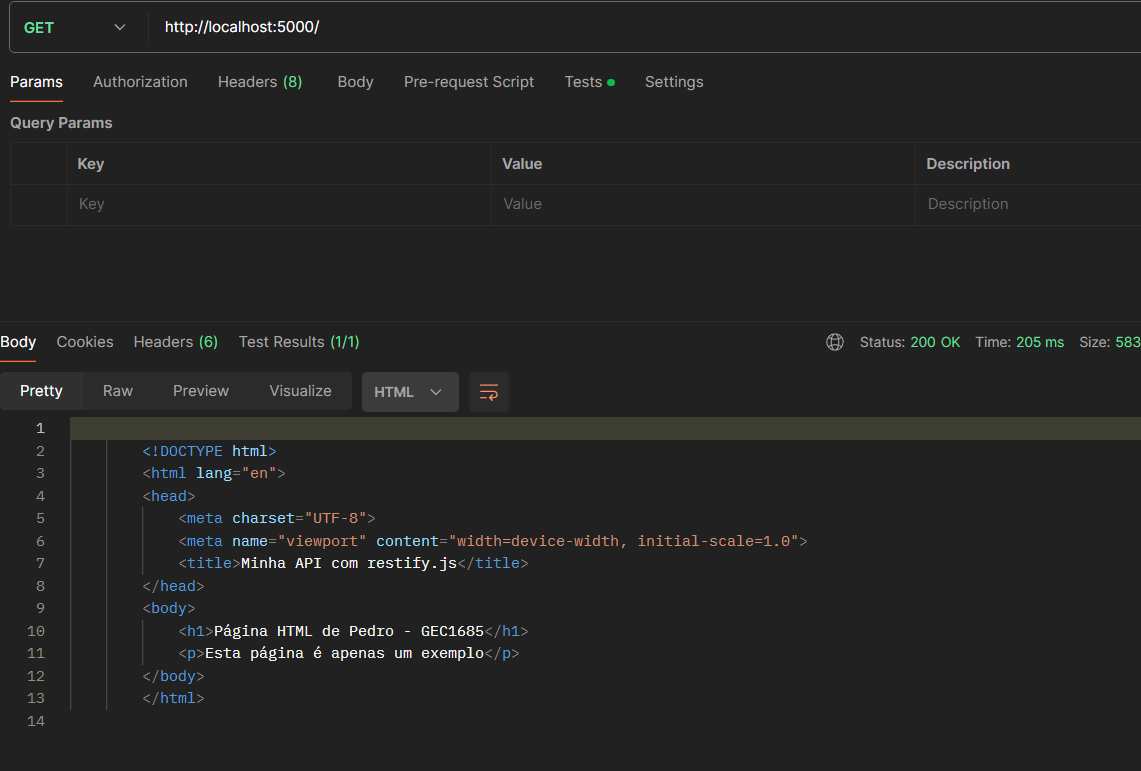 GET http://localhost:5000/
Params Authorization Headers (8) Body Pre-request Script Tests Settings
Query Params
Key Value Description
Key Value Description
Body Cookies Headers (6) Test Results (1/1) Status: 200 OK Time: 205 ms Size: 583
Pretty Raw Preview Visualize HTML
1
2 <!DOCTYPE html>
3 <html lang="en">
4 <head>
5 <meta charset="UTF-8">
6 <meta name="viewport" content="width=device-width, initial-scale=1.0">
7 <title>Minha API com restify.js</title>
8 </head>
9 <body>
10 <h1>Página HTML de Pedro - GEC1685</h1>
11 <p>Esta página é apenas um exemplo</p>
12 </body>
13 </html>
14